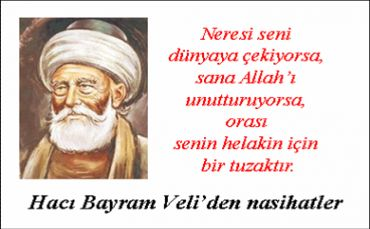 Neresi seni
dünyaya çekiyorsa,
sana Allah'ı
unutturuyorsa,
orası
senin helakin için
bir tuzaktır.
Hacı Bayram Veli'den nasihatler